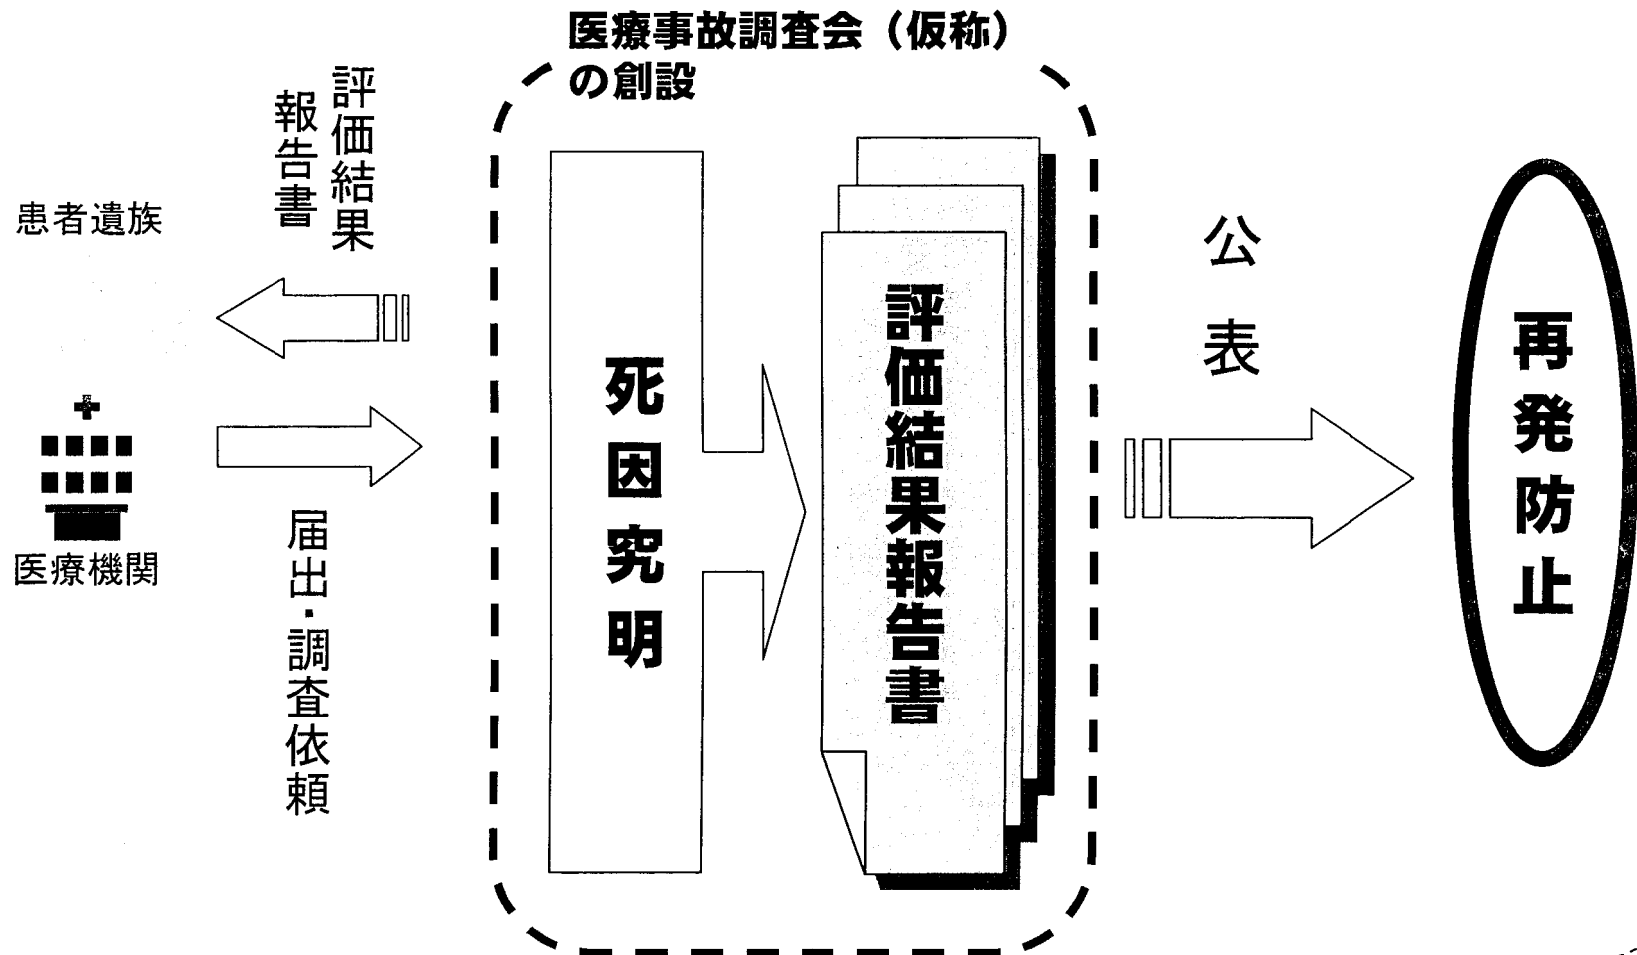 医療事故調査会（仮称）
の創設
患者遺族
医療機関
評価結果
報告書
届出・調査依頼
死因究明
評価結果報告書
公表
再発防止